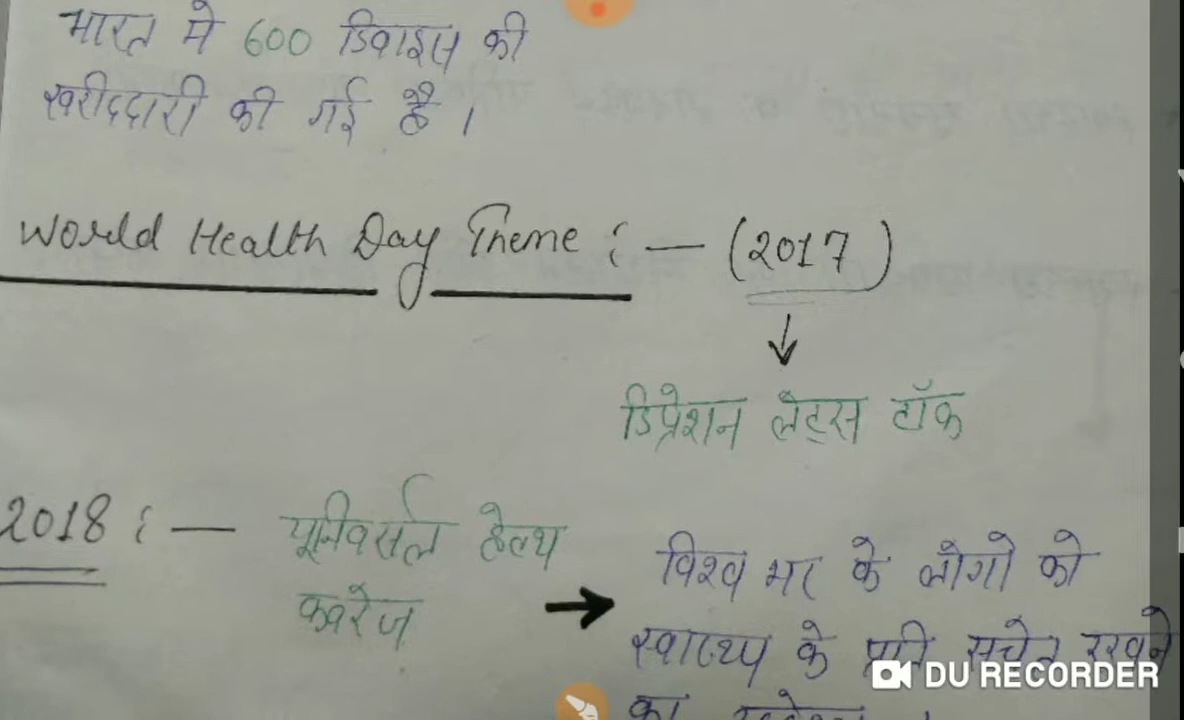 भारत मे 600 डिवाइस की
खरीददारी की गई है।
World Health Day Theme :— (2017)
↓
डिप्रेशन लेट्स टॉक
2018 :— यूनिवर्सल हेल्थ
कवरेज → विश्व भर के लोगो को
स्वास्थ्य के प्रति सचेत रखने
का
DU RECORDER